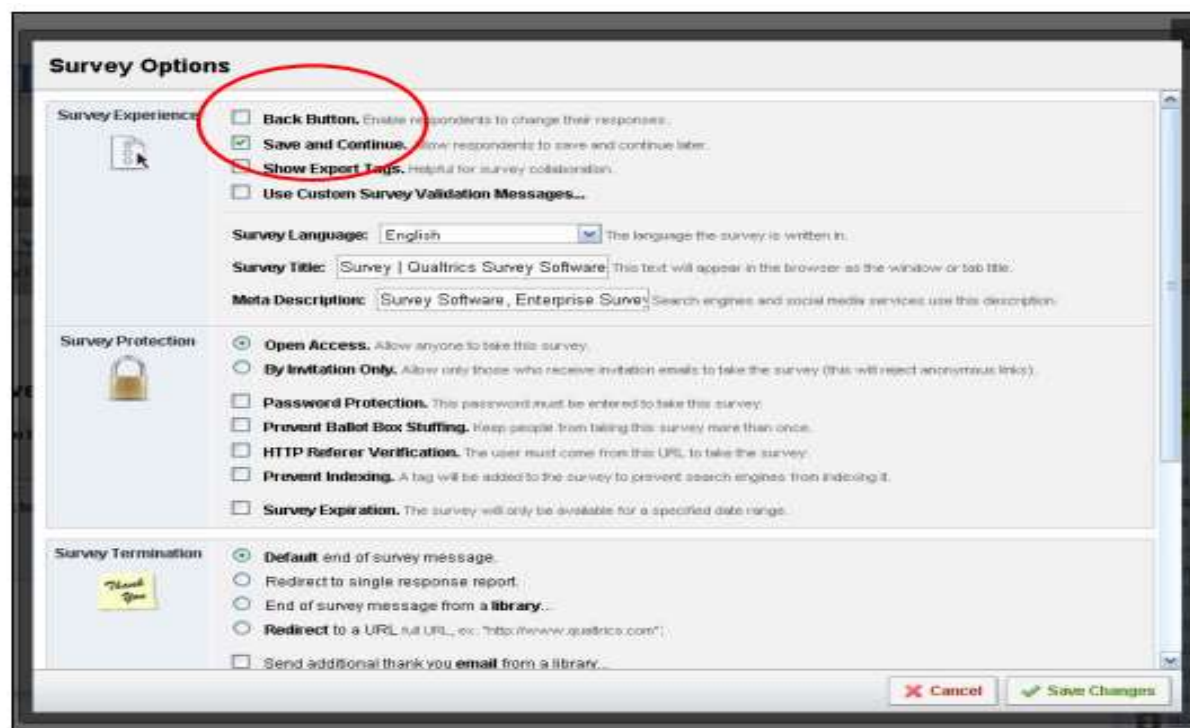 Survey Options
Survey Experience
Back Button. Enable respondents to change their responses.
Save and Continue. Allow respondents to save and continue later.
Show Export Tags. Helpful for survey collaboration.
Use Custom Survey Validation Messages...
Survey Language: English The language the survey is written in.
Survey Title: Survey | Qualtrics Survey Software This text will appear in the browser as the window or tab title.
Meta Description: Survey Software, Enterprise Survey Search engines and social media services use this description.
Survey Protection
Open Access. Allow anyone to take this survey.
By Invitation Only. Allow only those who receive invitation emails to take the survey (this will reject anonymous links).
Password Protection. This password must be entered to take this survey.
Prevent Ballot Box Stuffing. Keep people from taking this survey more than once.
HTTP Referer Verification. The user must come from this URL to take the survey.
Prevent Indexing. A tag will be added to the survey to prevent search engines from indexing it.
Survey Expiration. The survey will only be available for a specified date range.
Survey Termination
Thank
You
Default end of survey message.
Redirect to single response report.
End of survey message from a library...
Redirect to a URL full URL, ex. "http://www.qualtrics.com";
Send additional thank you email from a library...
Cancel
Save Changes